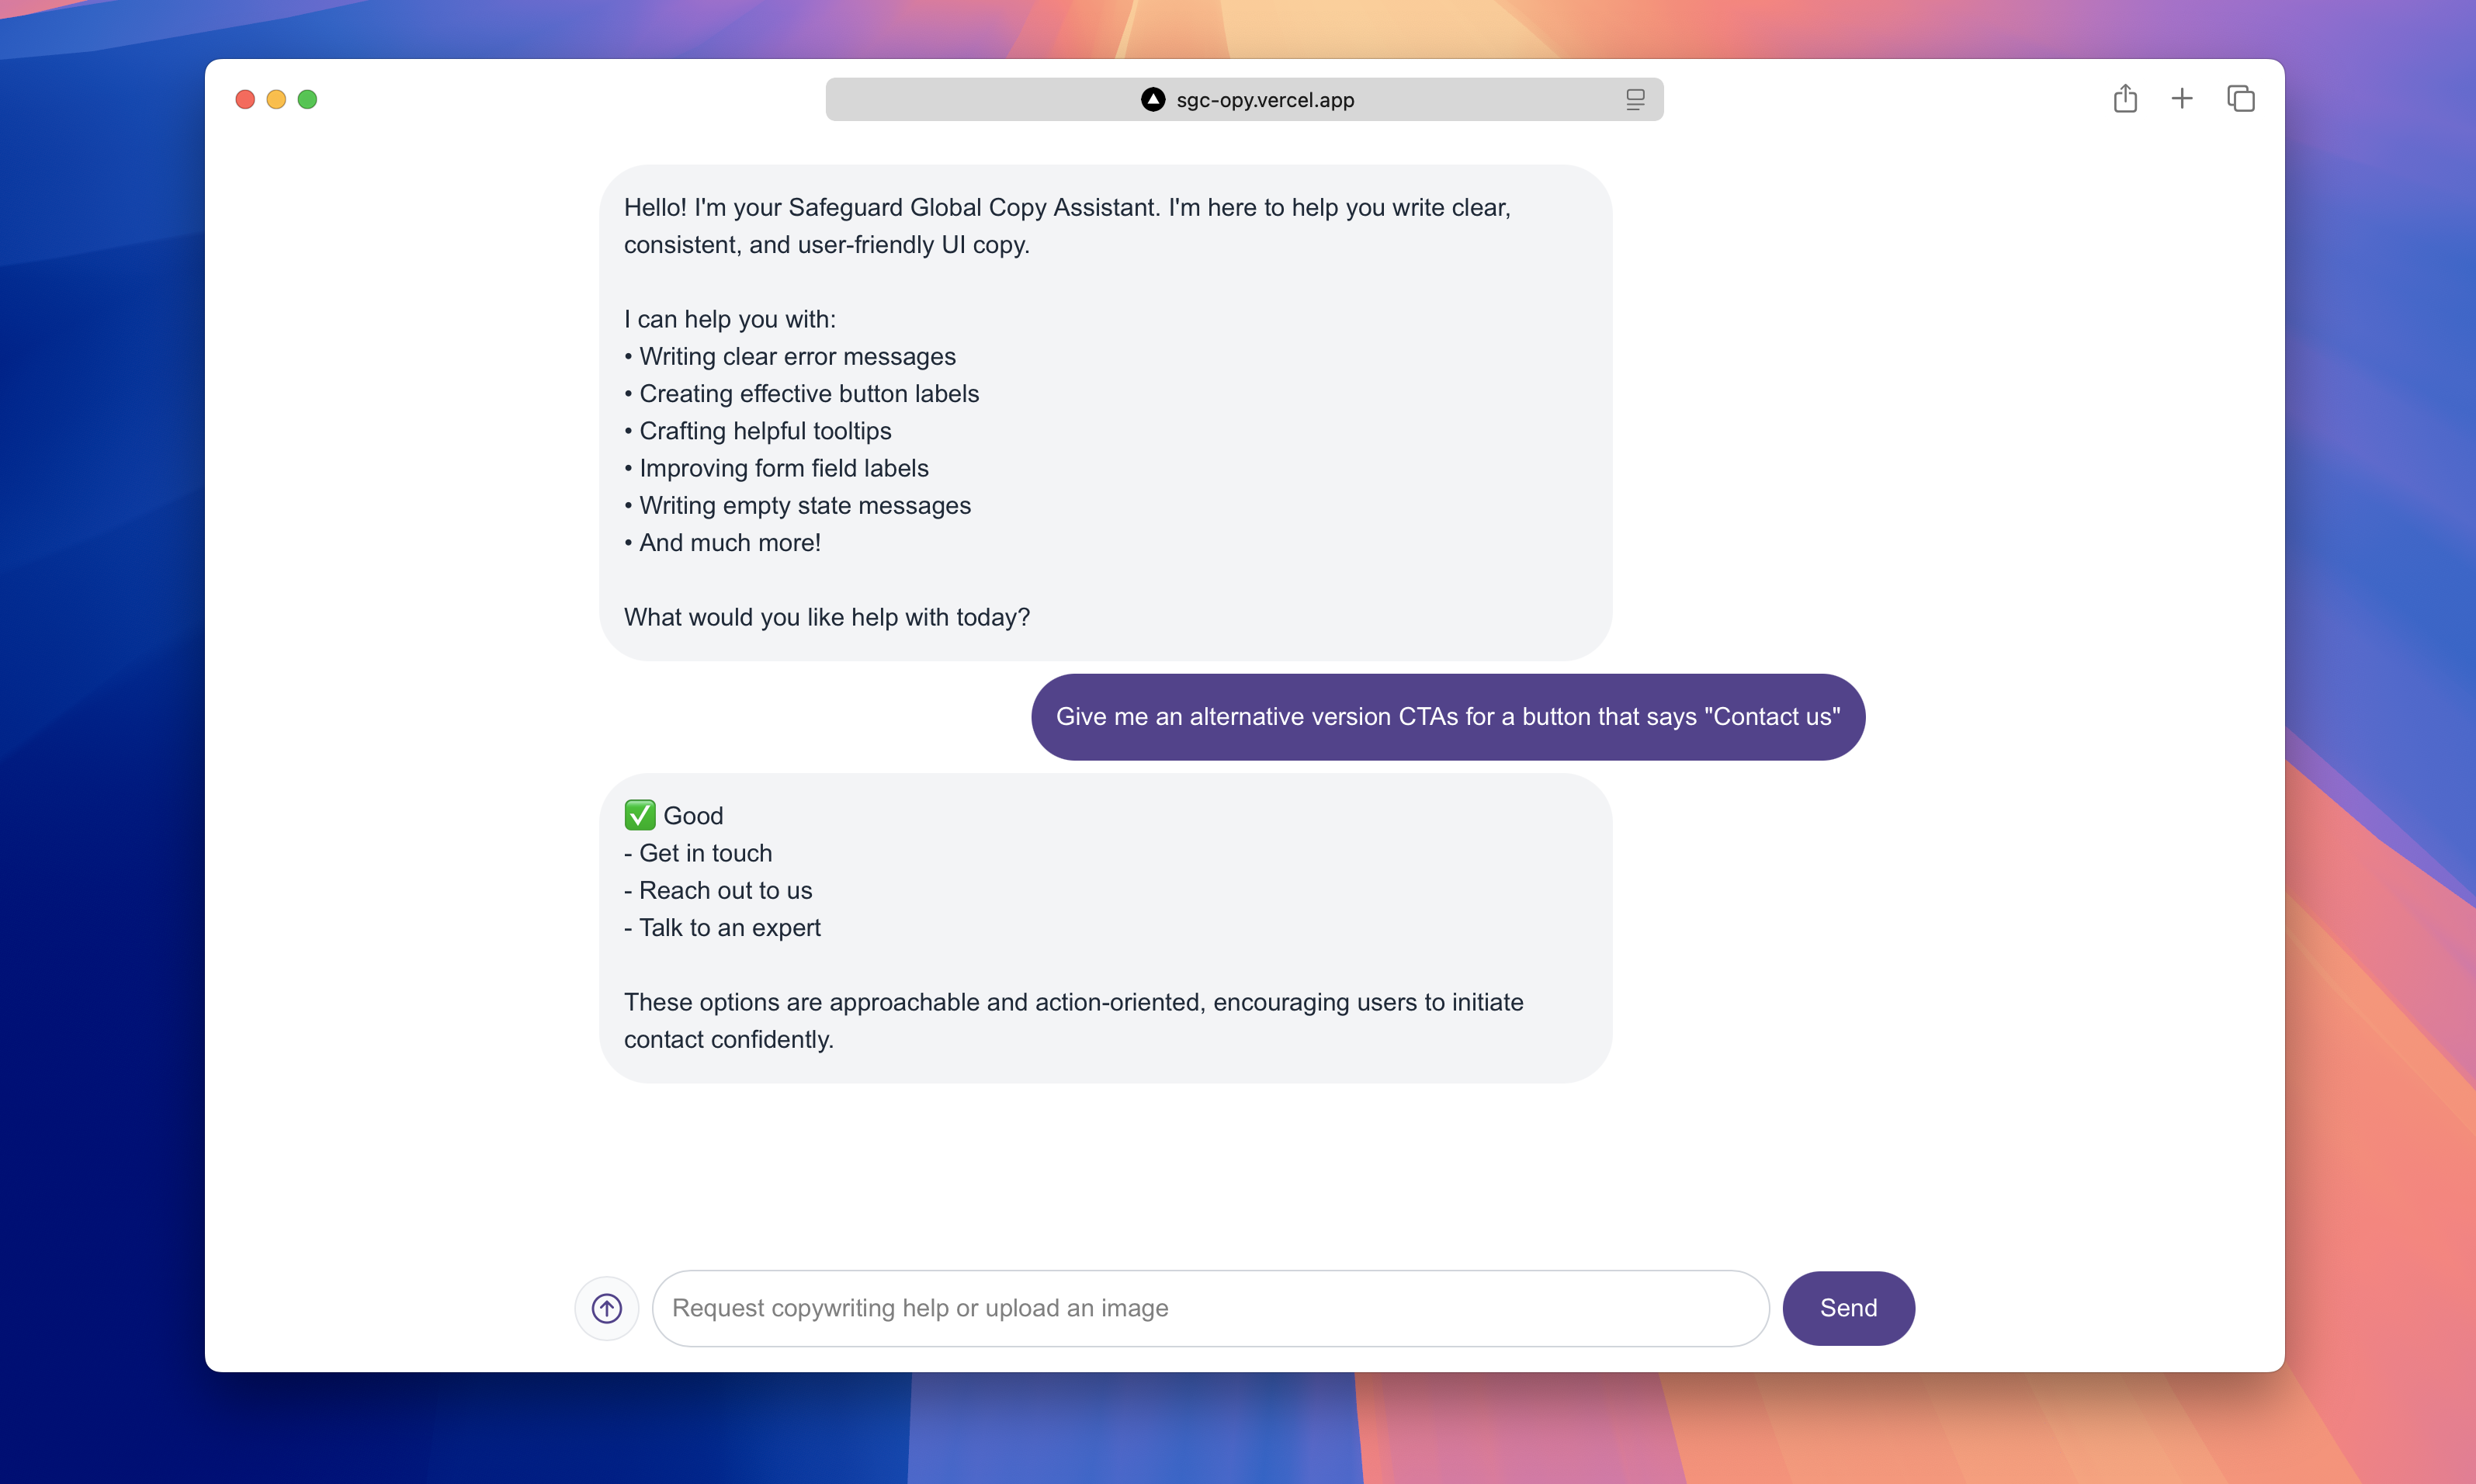 sgc-opy.vercel.app
Hello! I'm your Safeguard Global Copy Assistant. I'm here to help you write clear,
consistent, and user-friendly UI copy.
I can help you with:
• Writing clear error messages
• Creating effective button labels
• Crafting helpful tooltips
• Improving form field labels
• Writing empty state messages
• And much more!
What would you like help with today?
Give me an alternative version CTAs for a button that says "Contact us"
✅ Good
- Get in touch
- Reach out to us
- Talk to an expert
These options are approachable and action-oriented, encouraging users to initiate
contact confidently.
Request copywriting help or upload an image
Send